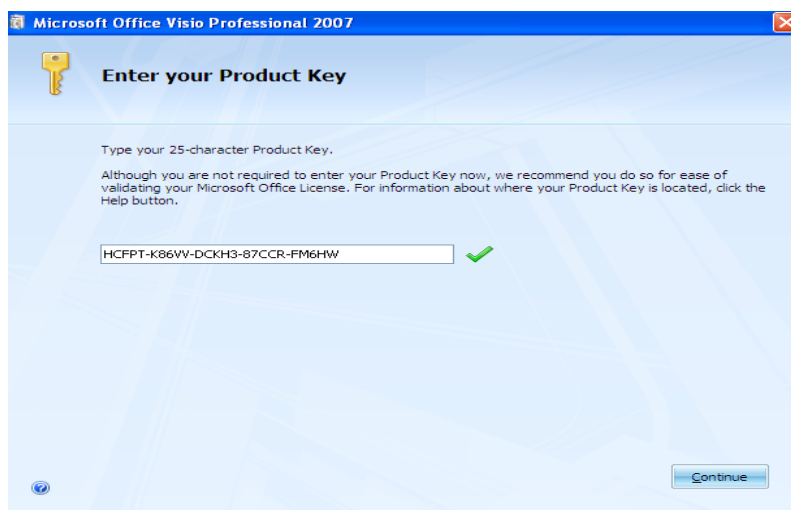 Microsoft Office Visio Professional 2007
Enter your Product Key
Type your 25-character Product Key.
Although you are not required to enter your Product Key now, we recommend you do so for ease of
validating your Microsoft Office License. For information about where your Product Key is located, click the
Help button.
HCFPT-K86VV-DCKH3-87CCR-FM6HW
Continue